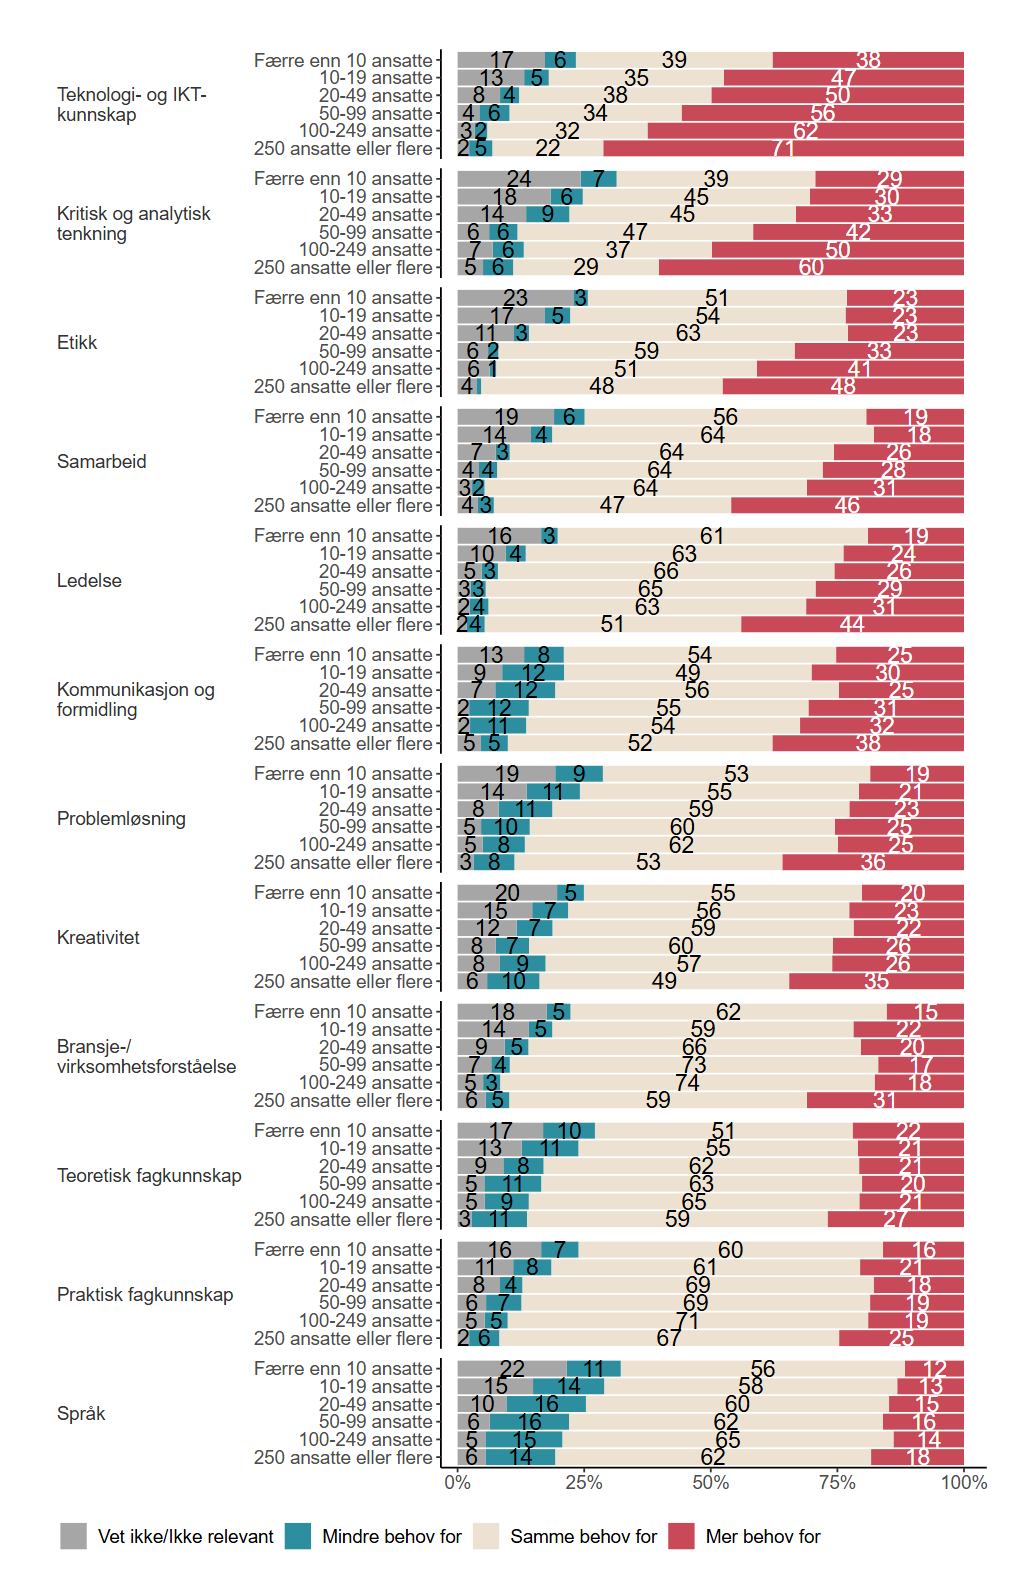 Teknologi- og IKT-
kunnskap
Færre enn 10 ansatte 17 6 39 38
10-19 ansatte 13 5 35 47
20-49 ansatte 8 4 38 50
50-99 ansatte 4 6 34 56
100-249 ansatte 3 2 32 62
250 ansatte eller flere 2 5 22 71
Kritisk og analytisk
tenkning
Færre enn 10 ansatte 24 7 39 29
10-19 ansatte 18 6 45 30
20-49 ansatte 14 9 45 33
50-99 ansatte 6 6 47 42
100-249 ansatte 7 6 37 50
250 ansatte eller flere 5 6 29 60
Etikk
Færre enn 10 ansatte 23 3 51 23
10-19 ansatte 17 5 54 23
20-49 ansatte 11 3 63 23
50-99 ansatte 6 2 59 33
100-249 ansatte 6 1 51 41
250 ansatte eller flere 4 48 48
Samarbeid
Færre enn 10 ansatte 19 6 56 19
10-19 ansatte 14 4 64 18
20-49 ansatte 7 3 64 26
50-99 ansatte 4 4 64 28
100-249 ansatte 3 2 64 31
250 ansatte eller flere 4 3 47 46
Ledelse
Færre enn 10 ansatte 16 3 61 19
10-19 ansatte 10 4 63 24
20-49 ansatte 5 3 66 26
50-99 ansatte 3 3 65 29
100-249 ansatte 2 4 63 31
250 ansatte eller flere 2 4 51 44
Kommunikasjon og
formidling
Færre enn 10 ansatte 13 8 54 25
10-19 ansatte 9 12 49 30
20-49 ansatte 7 12 56 25
50-99 ansatte 2 12 55 31
100-249 ansatte 2 11 54 32
250 ansatte eller flere 5 5 52 38
Problemløsning
Færre enn 10 ansatte 19 9 53 19
10-19 ansatte 14 11 55 21
20-49 ansatte 8 11 59 23
50-99 ansatte 5 10 60 25
100-249 ansatte 5 8 62 25
250 ansatte eller flere 3 8 53 36
Kreativitet
Færre enn 10 ansatte 20 5 55 20
10-19 ansatte 15 7 56 23
20-49 ansatte 12 7 59 22
50-99 ansatte 8 7 60 26
100-249 ansatte 8 9 57 26
250 ansatte eller flere 6 10 49 35
Bransje-/
virksomhetsforståelse
Færre enn 10 ansatte 18 5 62 15
10-19 ansatte 14 5 59 22
20-49 ansatte 9 5 66 20
50-99 ansatte 7 4 73 17
100-249 ansatte 5 3 74 18
250 ansatte eller flere 6 5 59 31
Teoretisk fagkunnskap
Færre enn 10 ansatte 17 10 51 22
10-19 ansatte 13 11 55 21
20-49 ansatte 9 8 62 21
50-99 ansatte 5 11 63 20
100-249 ansatte 5 9 65 21
250 ansatte eller flere 3 11 59 27
Praktisk fagkunnskap
Færre enn 10 ansatte 16 7 60 16
10-19 ansatte 11 8 61 21
20-49 ansatte 8 4 69 18
50-99 ansatte 6 7 69 19
100-249 ansatte 5 5 71 19
250 ansatte eller flere 2 6 67 25
Språk
Færre enn 10 ansatte 22 11 56 12
10-19 ansatte 15 14 58 13
20-49 ansatte 10 16 60 15
50-99 ansatte 6 16 62 16
100-249 ansatte 5 15 65 14
250 ansatte eller flere 6 14 62 18
0% 25% 50% 75% 100%
Vet ikke/Ikke relevant Mindre behov for Samme behov for Mer behov for